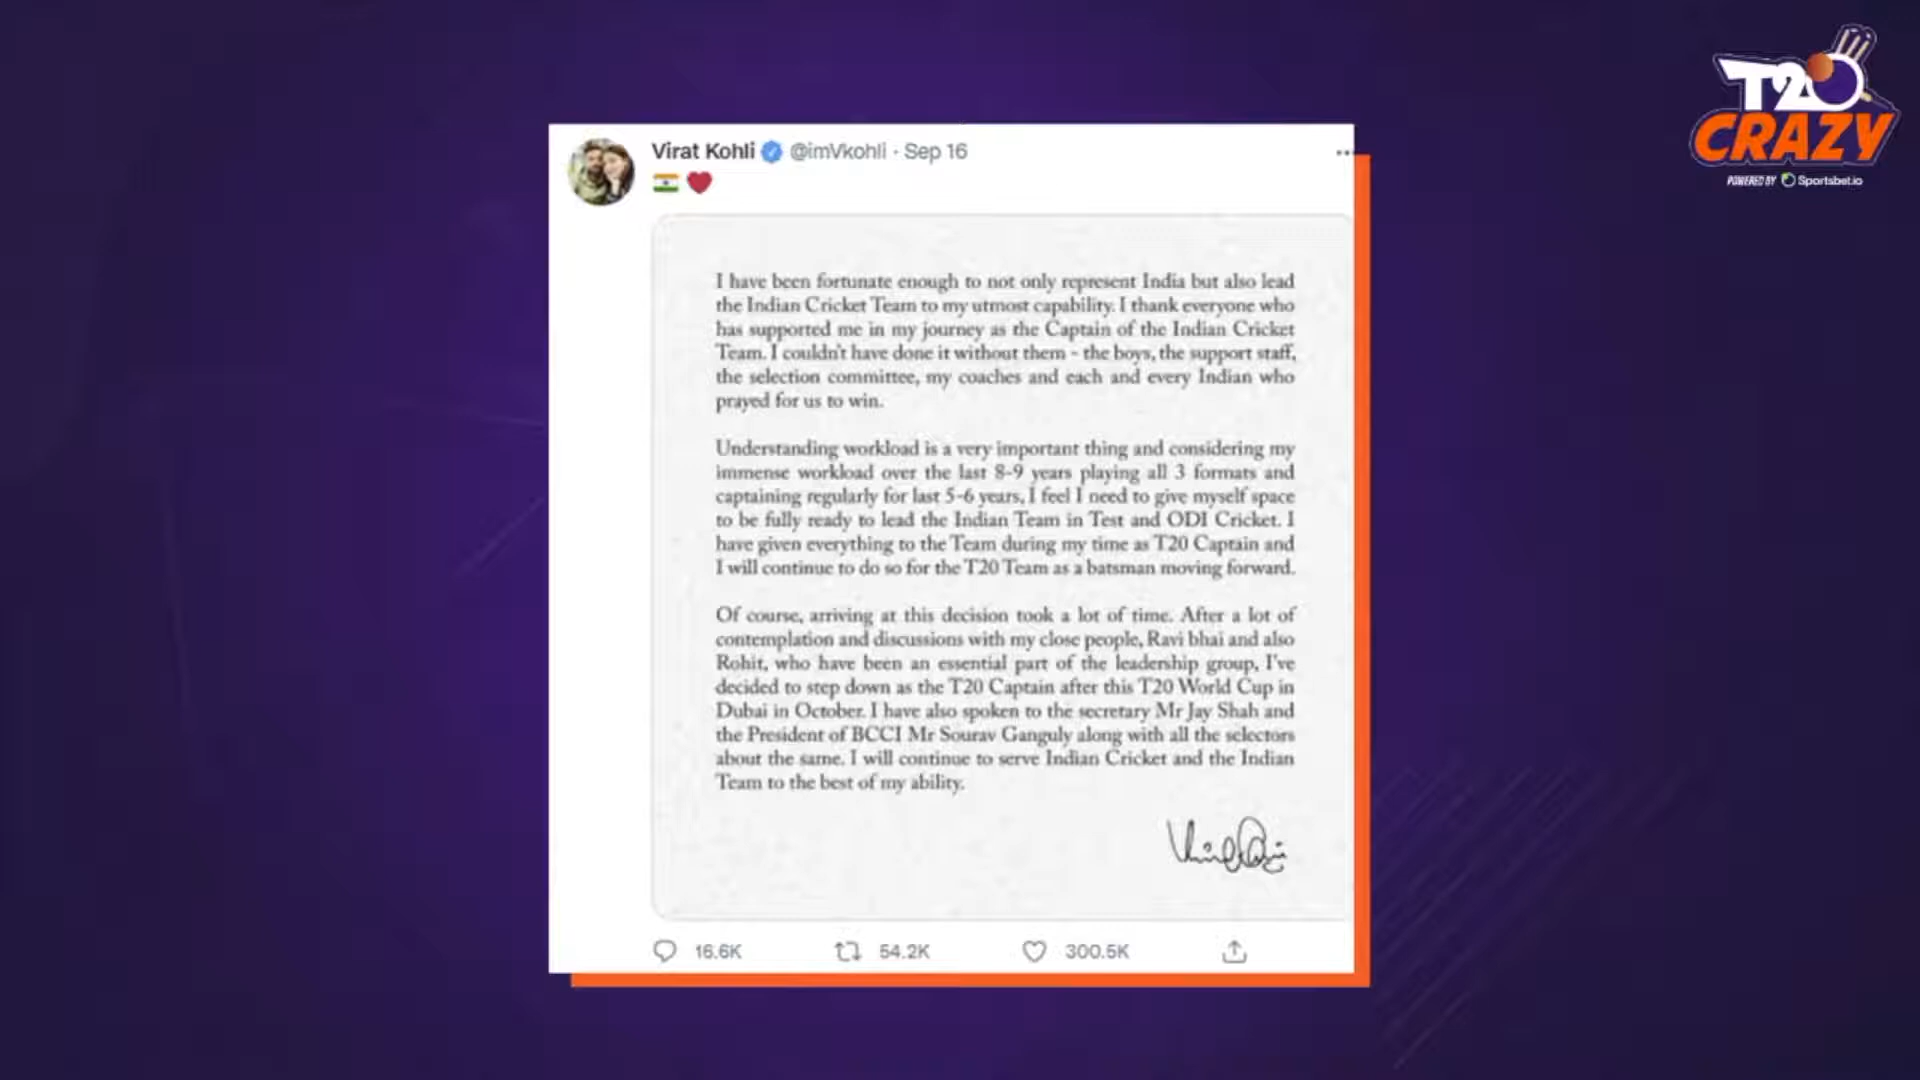 T20
CRAZY
POWERED BY Sportsbet.io
Virat Kohli @imVkohli · Sep 16
🇮🇳 ❤️
I have been fortunate enough to not only represent India but also lead
the Indian Cricket Team to my utmost capability. I thank everyone who
has supported me in my journey as the Captain of the Indian Cricket
Team. I couldn't have done it without them - the boys, the support staff,
the selection committee, my coaches and each and every Indian who
prayed for us to win.
Understanding workload is a very important thing and considering my
immense workload over the last 8-9 years playing all 3 formats and
captaining regularly for last 5-6 years, I feel I need to give myself space
to be fully ready to lead the Indian Team in Test and ODI Cricket. I
have given everything to the Team during my time as T20 Captain and
I will continue to do so for the T20 Team as a batsman moving forward.
Of course, arriving at this decision took a lot of time. After a lot of
contemplation and discussions with my close people, Ravi bhai and also
Rohit, who have been an essential part of the leadership group, I've
decided to step down as the T20 Captain after this T20 World Cup in
Dubai in October. I have also spoken to the secretary Mr Jay Shah and
the President of BCCI Mr Sourav Ganguly along with all the selectors
about the same. I will continue to serve Indian Cricket and the Indian
Team to the best of my ability.
16.6K 54.2K 300.5K